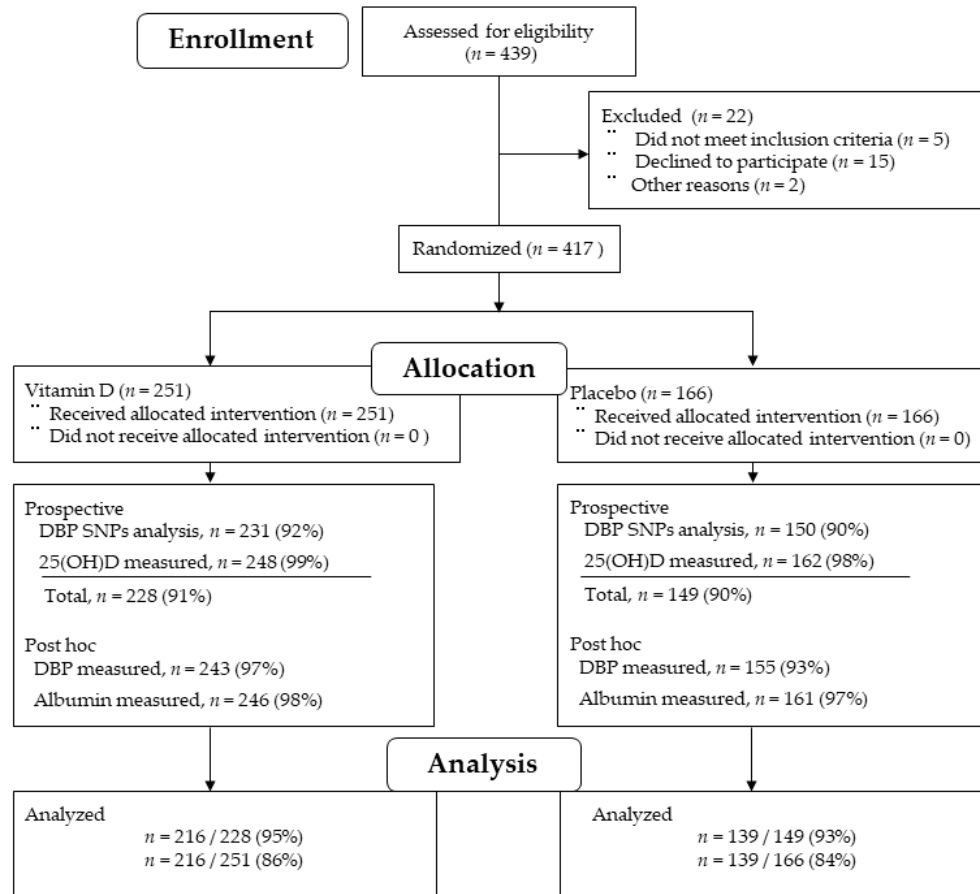 Enrollment
Assessed for eligibility
(n = 439)
Excluded (n = 22)
¨ Did not meet inclusion criteria (n = 5)
¨ Declined to participate (n = 15)
¨ Other reasons (n = 2)
Randomized (n = 417 )
Allocation
Vitamin D (n = 251)
¨ Received allocated intervention (n = 251)
¨ Did not receive allocated intervention (n = 0 )
Placebo (n = 166)
¨ Received allocated intervention (n = 166)
¨ Did not receive allocated intervention (n = 0)
Prospective
DBP SNPs analysis, n = 231 (92%)
25(OH)D measured, n = 248 (99%)
Total, n = 228 (91%)
Post hoc
DBP measured, n = 243 (97%)
Albumin measured, n = 246 (98%)
Prospective
DBP SNPs analysis, n = 150 (90%)
25(OH)D measured, n = 162 (98%)
Total, n = 149 (90%)
Post hoc
DBP measured, n = 155 (93%)
Albumin measured, n = 161 (97%)
Analysis
Analyzed
n = 216 / 228 (95%)
n = 216 / 251 (86%)
Analyzed
n = 139 / 149 (93%)
n = 139 / 166 (84%)